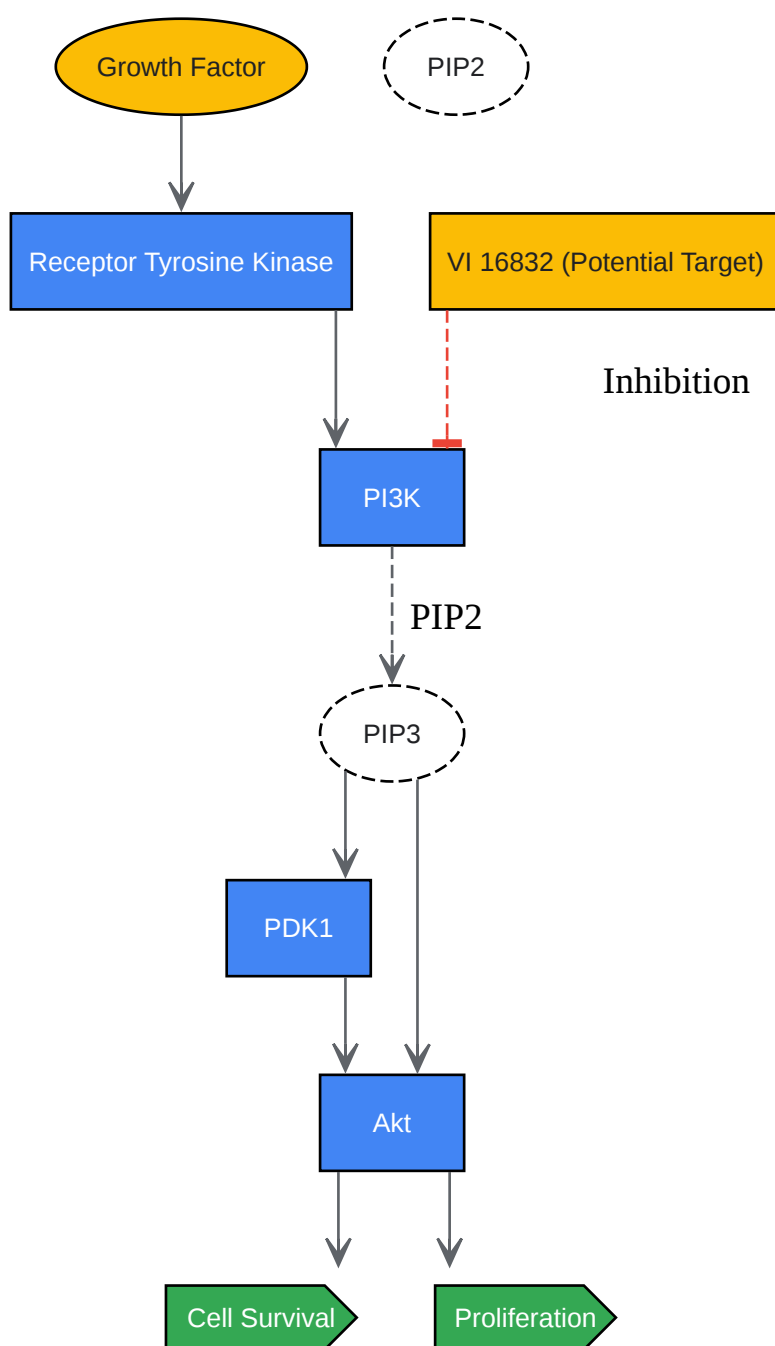 Growth Factor
PIP2
Receptor Tyrosine Kinase
VI 16832 (Potential Target)
Inhibition
PI3K
PIP2
PIP3
PDK1
Akt
Cell Survival
Proliferation